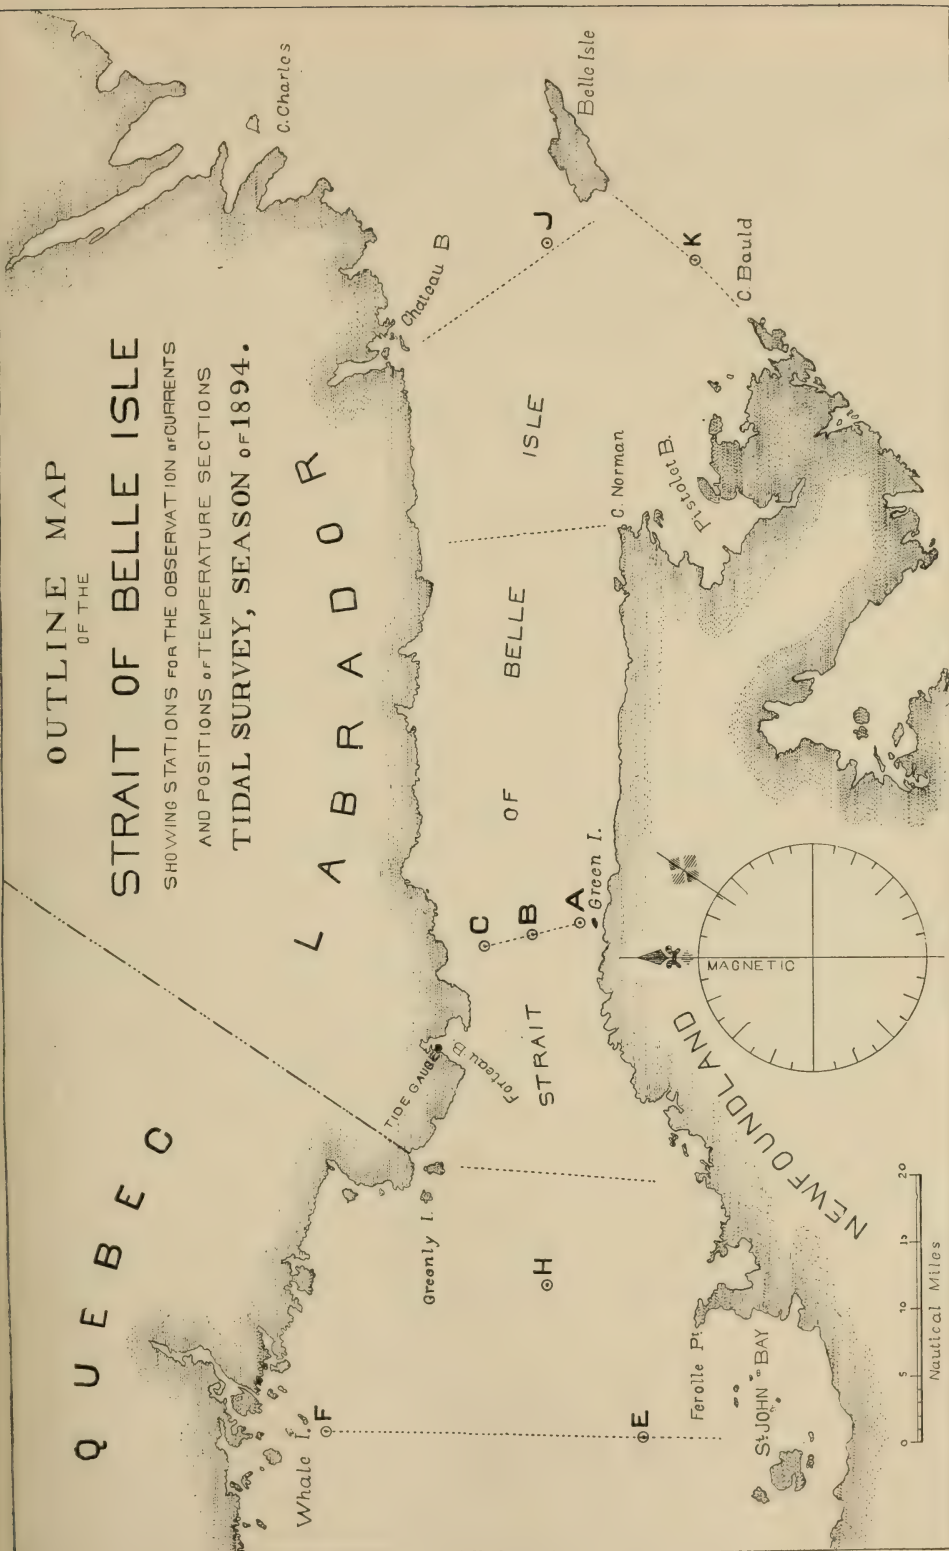 OUTLINE MAP
OF THE
STRAIT OF BELLE ISLE
SHOWING STATIONS FOR THE OBSERVATION OF CURRENTS
AND POSITIONS OF TEMPERATURE SECTIONS
TIDAL SURVEY, SEASON OF 1894.
QUEBEC
LABRADOR
C. Charles
Belle Isle
Chateau B
J
K
C. Bauld
C. Norman
Pistolet B.
STRAIT OF BELLE ISLE
C
B
A
Green I.
TIDE GAUGE
Forteau B
Greenly I.
H
Whale I.
F
E
Ferolle Pt.
St. JOHN BAY
NEWFOUNDLAND
MAGNETIC
0 5 10 15 20
Nautical Miles